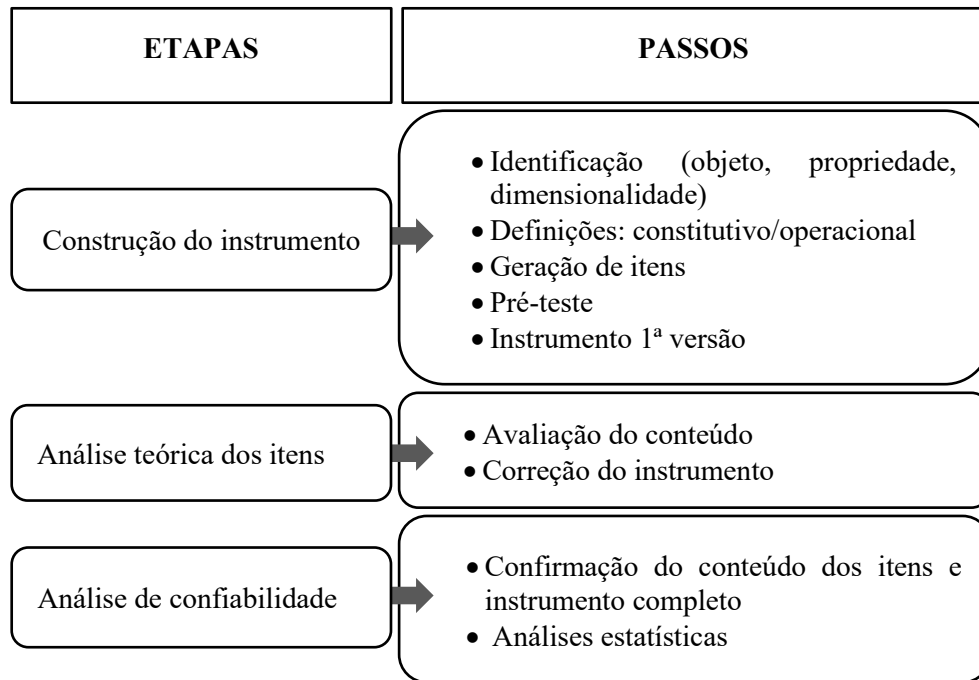 ETAPAS
PASSOS
Construção do instrumento
• Identificação (objeto, propriedade,
dimensionalidade)
• Definições: constitutivo/operacional
• Geração de itens
• Pré-teste
• Instrumento 1ª versão
Análise teórica dos itens
• Avaliação do conteúdo
• Correção do instrumento
Análise de confiabilidade
• Confirmação do conteúdo dos itens e
instrumento completo
• Análises estatísticas